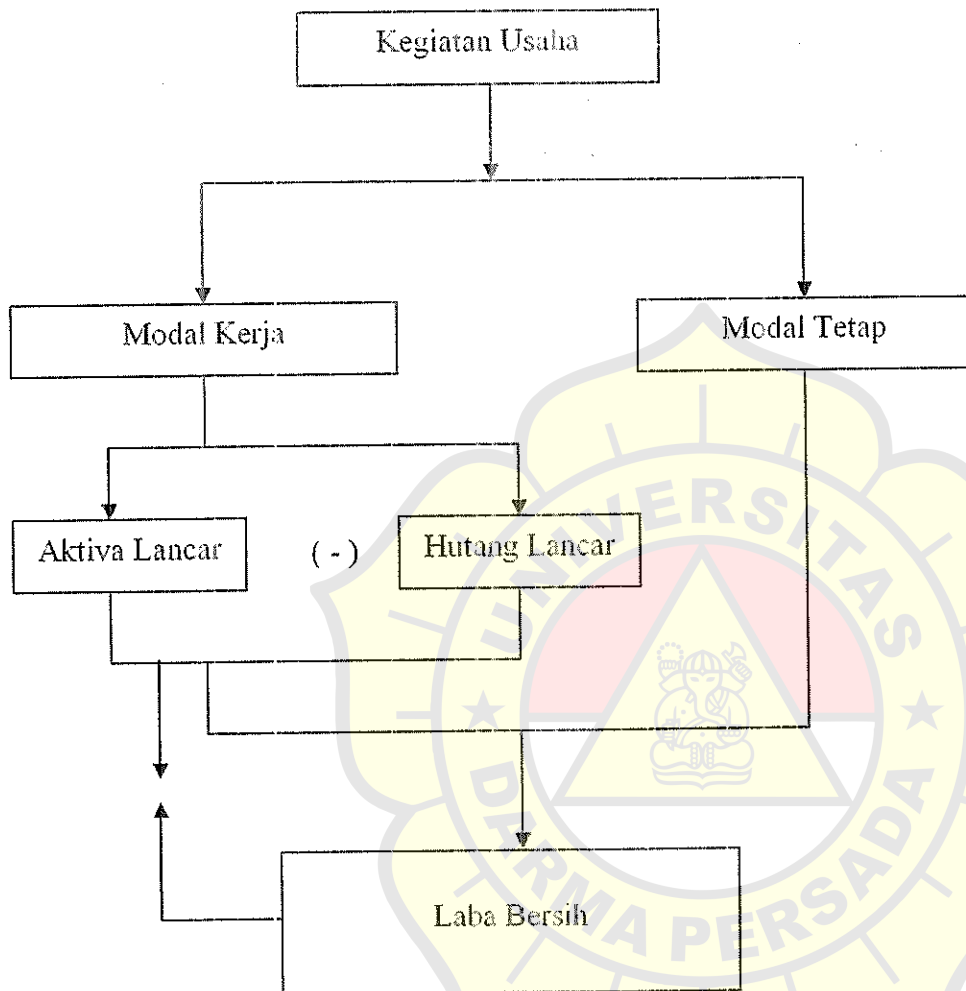 Kegiatan Usaha
Modal Kerja
Modal Tetap
Aktiva Lancar
( - )
Hutang Lancar
UNIVERSITAS
DARMA PERSADA
Laba Bersih